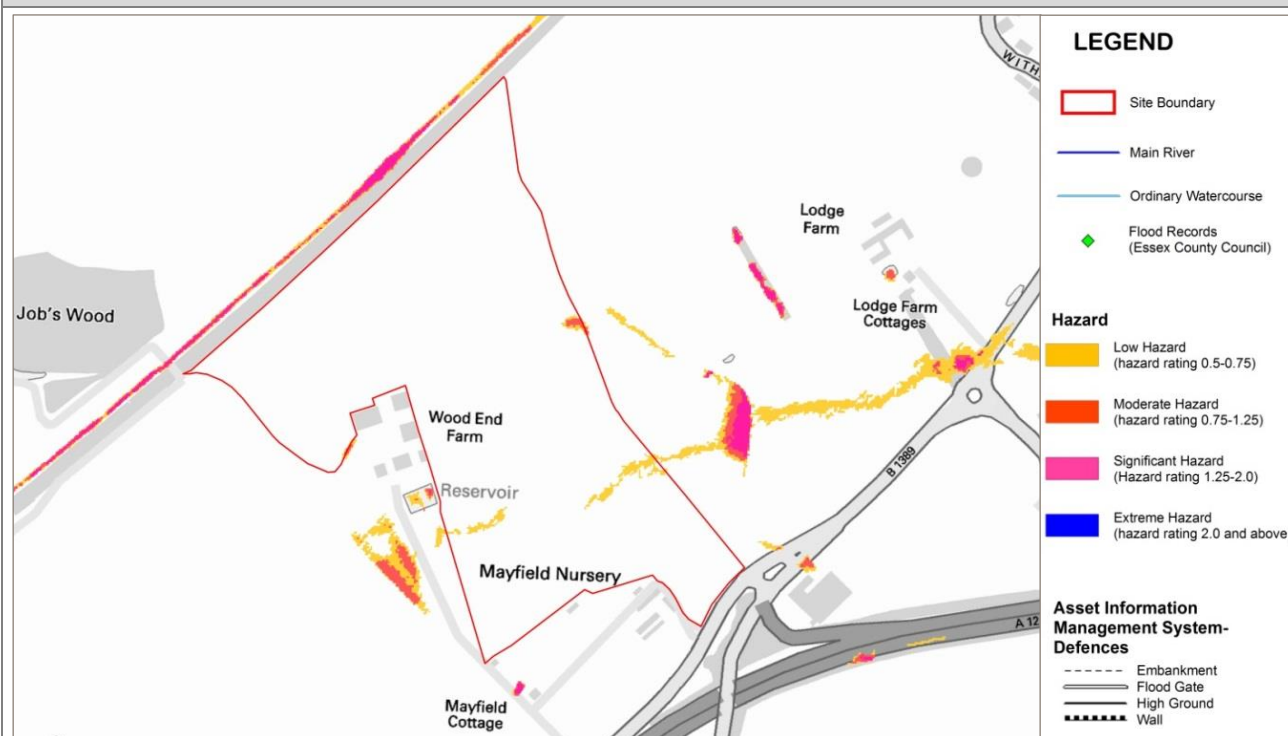 WITH
Job's Wood
Lodge
Farm
Lodge Farm
Cottages
Wood End
Farm
Reservoir
Mayfield Nursery
B 1389
A 12
Mayfield
Cottage
LEGEND
Site Boundary
Main River
Ordinary Watercourse
Flood Records
(Essex County Council)
Hazard
Low Hazard
(hazard rating 0.5-0.75)
Moderate Hazard
(hazard rating 0.75-1.25)
Significant Hazard
(Hazard rating 1.25-2.0)
Extreme Hazard
(hazard rating 2.0 and above
Asset Information
Management System-
Defences
Embankment
Flood Gate
High Ground
Wall